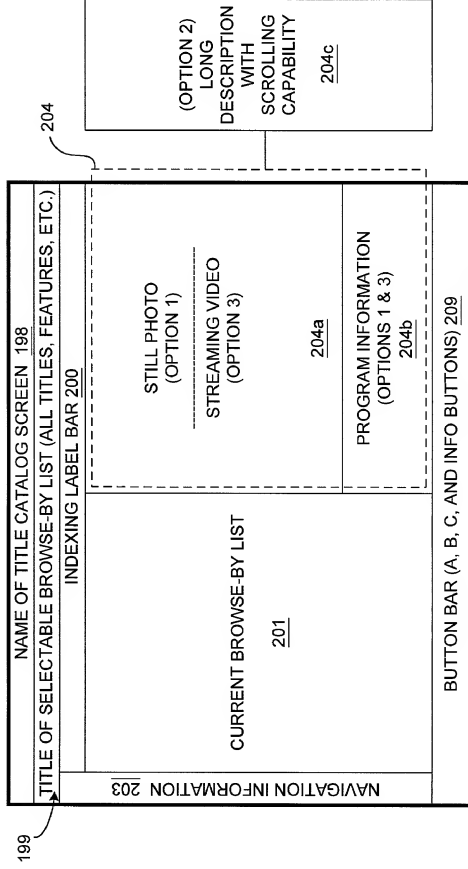 NAME OF TITLE CATALOG SCREEN 198
TITLE OF SELECTABLE BROWSE-BY LIST (ALL TITLES, FEATURES, ETC.)
199
INDEXING LABEL BAR 200
NAVIGATION INFORMATION 203
CURRENT BROWSE-BY LIST
201
204
STILL PHOTO
(OPTION 1)
STREAMING VIDEO
(OPTION 3)
204a
PROGRAM INFORMATION
(OPTIONS 1 & 3)
204b
(OPTION 2)
LONG
DESCRIPTION
WITH
SCROLLING
CAPABILITY
204c
BUTTON BAR (A, B, C, AND INFO BUTTONS) 209